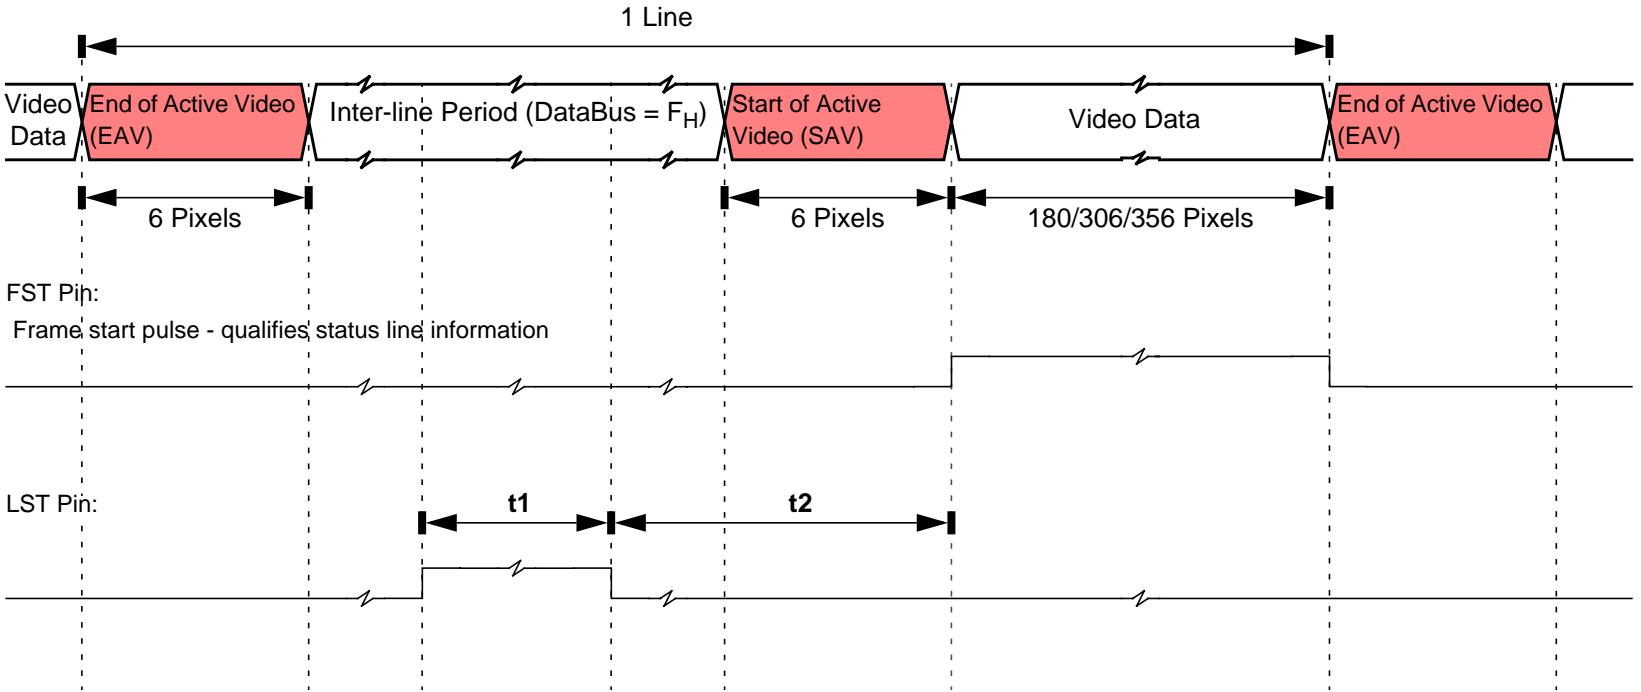 1 Line
Video
Data
End of Active Video
(EAV)
Inter-line Period (DataBus = FH)
Start of Active
Video (SAV)
Video Data
End of Active Video
(EAV)
6 Pixels
6 Pixels
180/306/356 Pixels
FST Pin:
Frame start pulse - qualifies status line information
LST Pin:
t1
t2